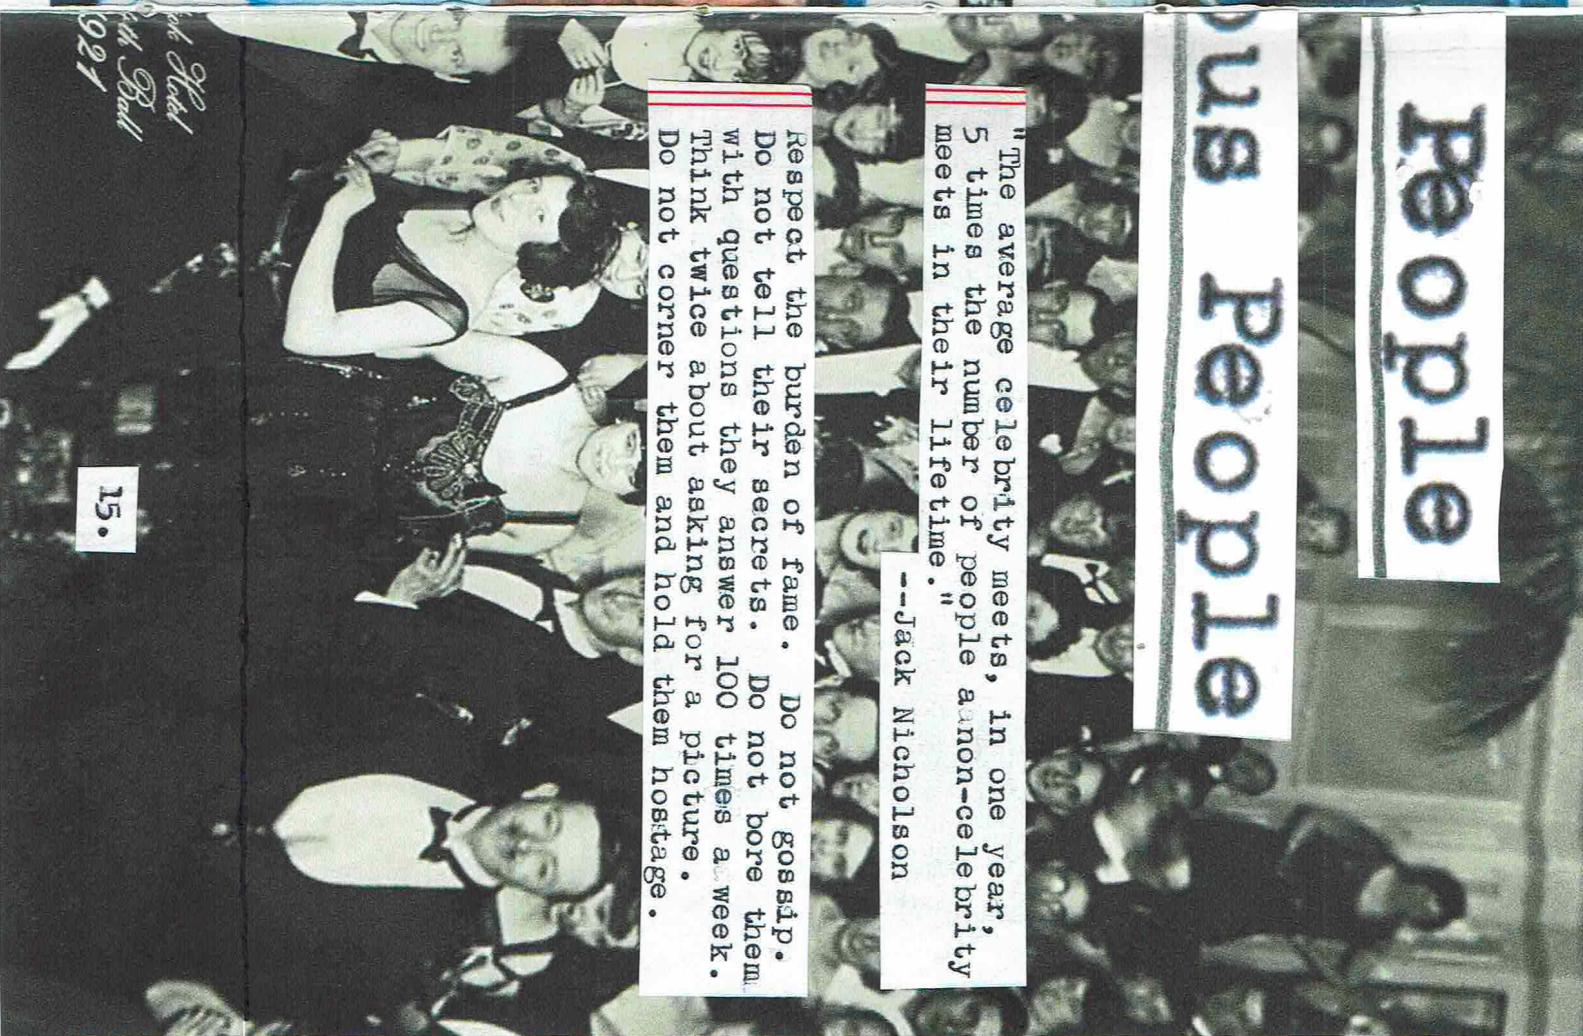 People
ous People
"The average celebrity meets, in one year,
5 times the number of people a non-celebrity
meets in their lifetime."
--Jack Nicholson
Respect the burden of fame. Do not gossip.
Do not tell their secrets. Do not bore them
with questions they answer 100 times a week.
Think twice about asking for a picture.
Do not corner them and hold them hostage.
Hotel
Ball
1921
15.